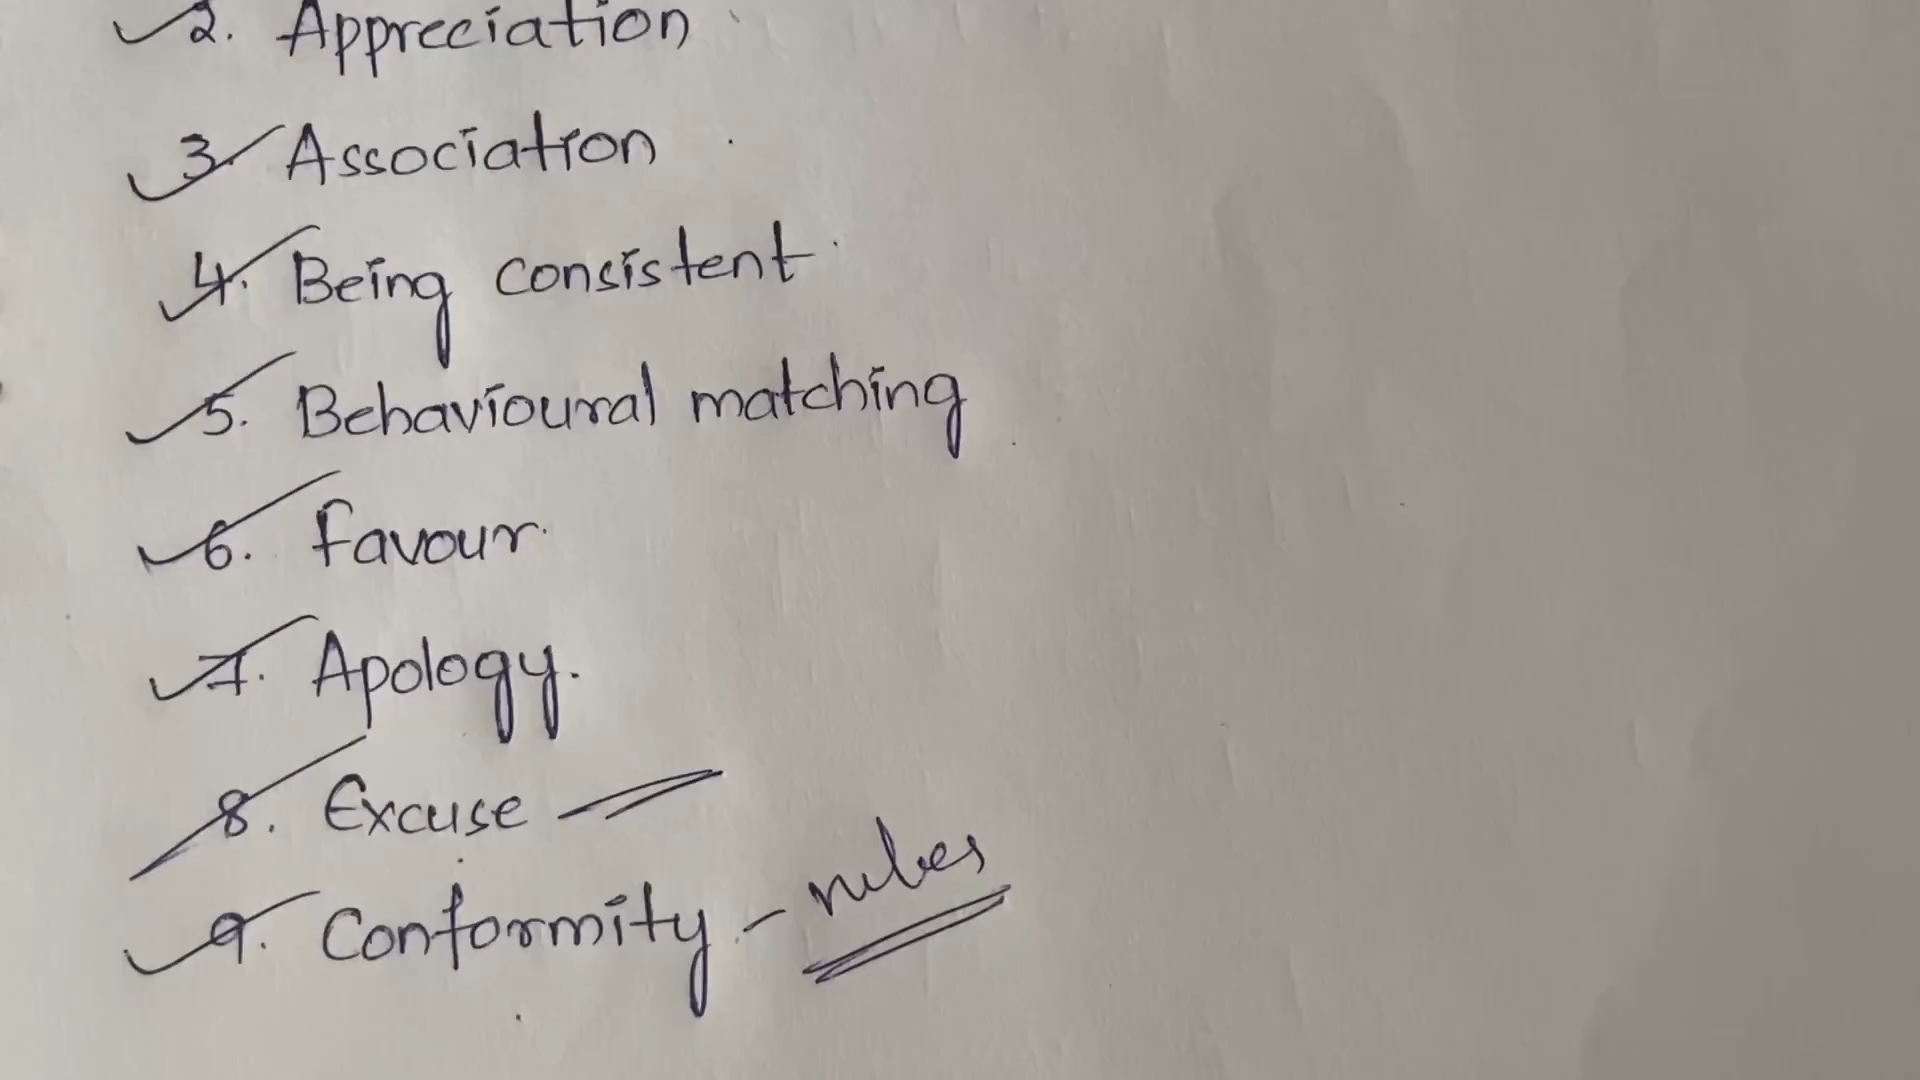 2. Appreciation
3. Association
4. Being consistent
5. Behavioural matching
6. Favour
7. Apology.
8. Excuse
9. Conformity - rules